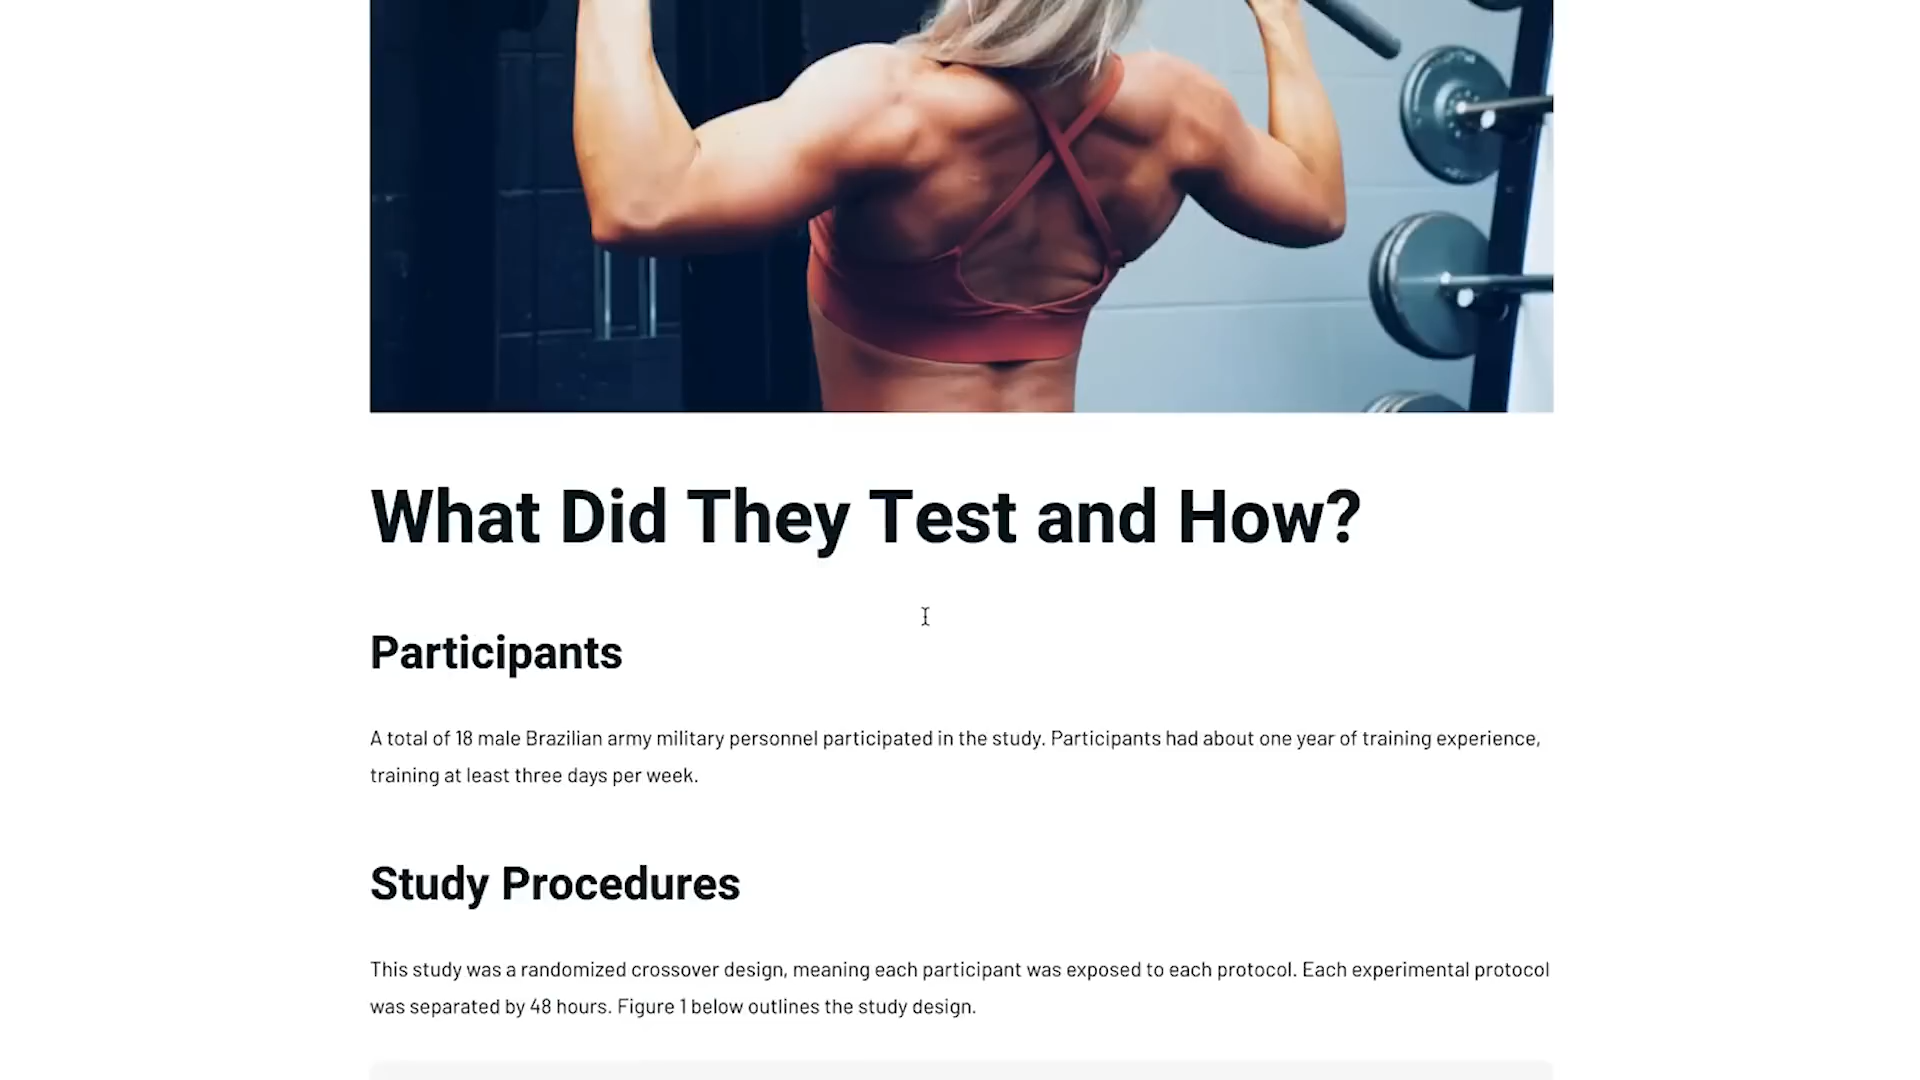 What Did They Test and How?
Participants
A total of 18 male Brazilian army military personnel participated in the study. Participants had about one year of training experience,
training at least three days per week.
Study Procedures
This study was a randomized crossover design, meaning each participant was exposed to each protocol. Each experimental protocol
was separated by 48 hours. Figure 1 below outlines the study design.